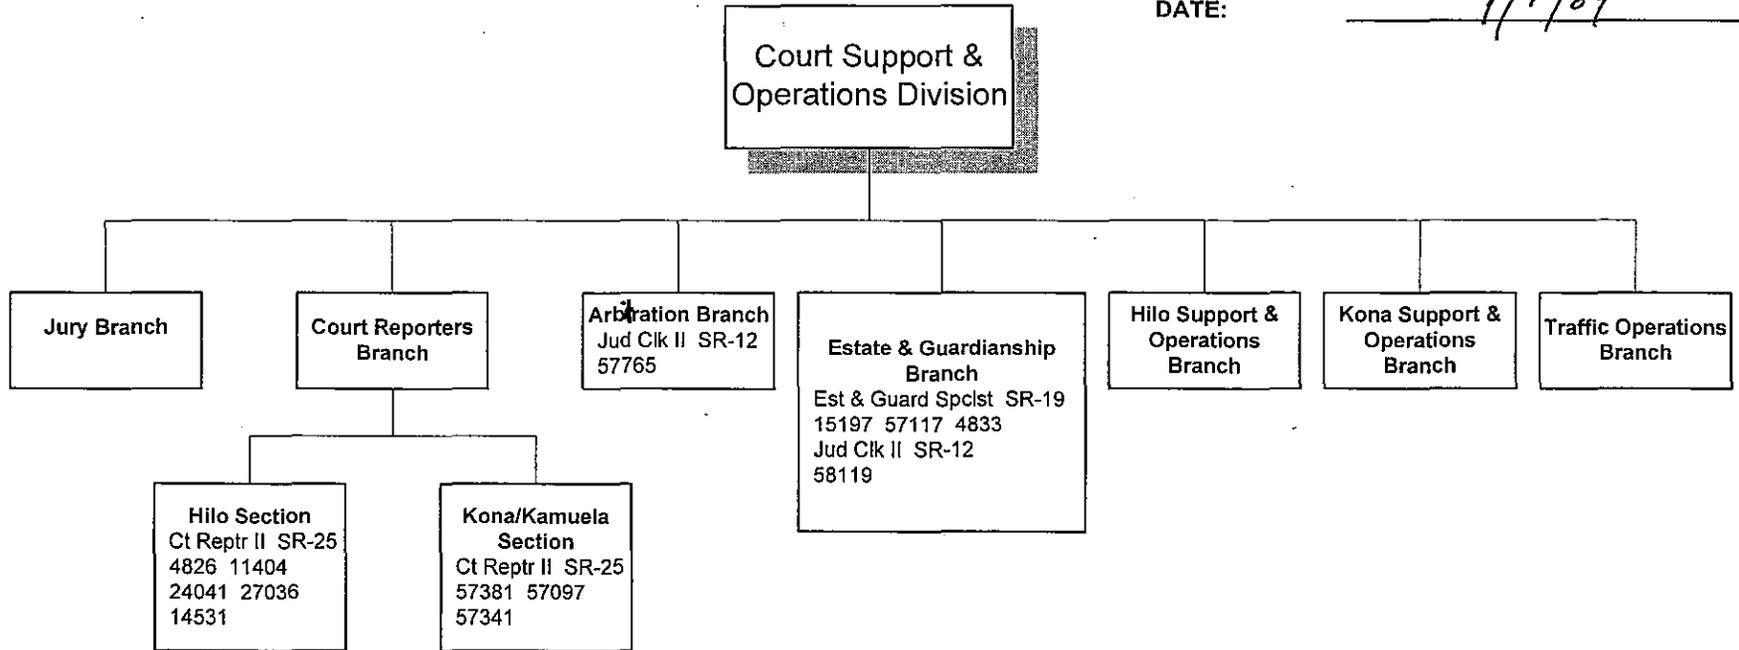 DATE:
Court Support &
Operations Division
Jury Branch
Court Reporters
Branch
Arbitration Branch
Jud Clk II SR-12
57765
Estate & Guardianship
Branch
Est & Guard Spclst SR-19
15197 57117 4833
Jud Clk II SR-12
58119
Hilo Support &
Operations
Branch
Kona Support &
Operations
Branch
Traffic Operations
Branch
Hilo Section
Ct Reptr II SR-25
4826 11404
24041 27036
14531
Kona/Kamuela
Section
Ct Reptr II SR-25
57381 57097
57341